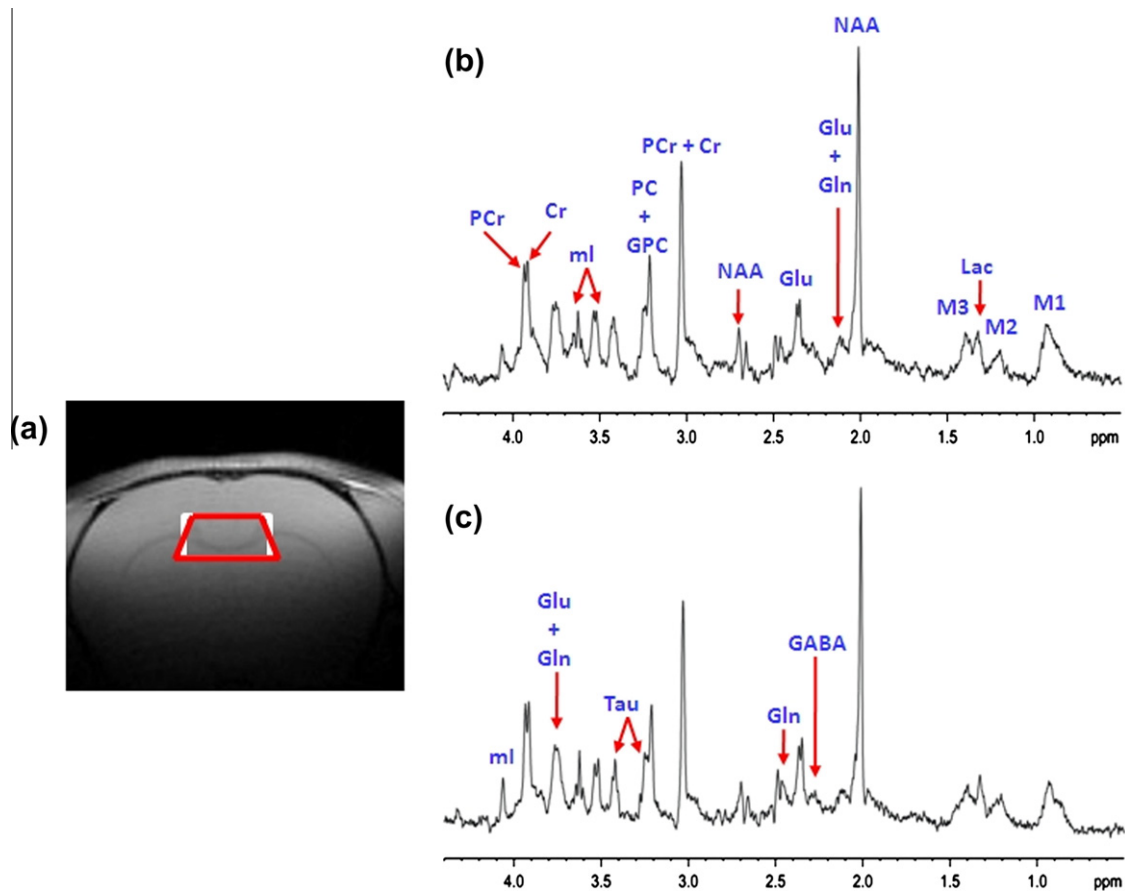 (a)
(b)
NAA
Glu
+
Gln
PCr + Cr
PC
+
GPC
PCr
Cr
mI
NAA
Glu
Lac
M3
M2
M1
4.0 3.5 3.0 2.5 2.0 1.5 1.0 ppm
(c)
Glu
+
Gln
GABA
Tau
Gln
mI
4.0 3.5 3.0 2.5 2.0 1.5 1.0 ppm